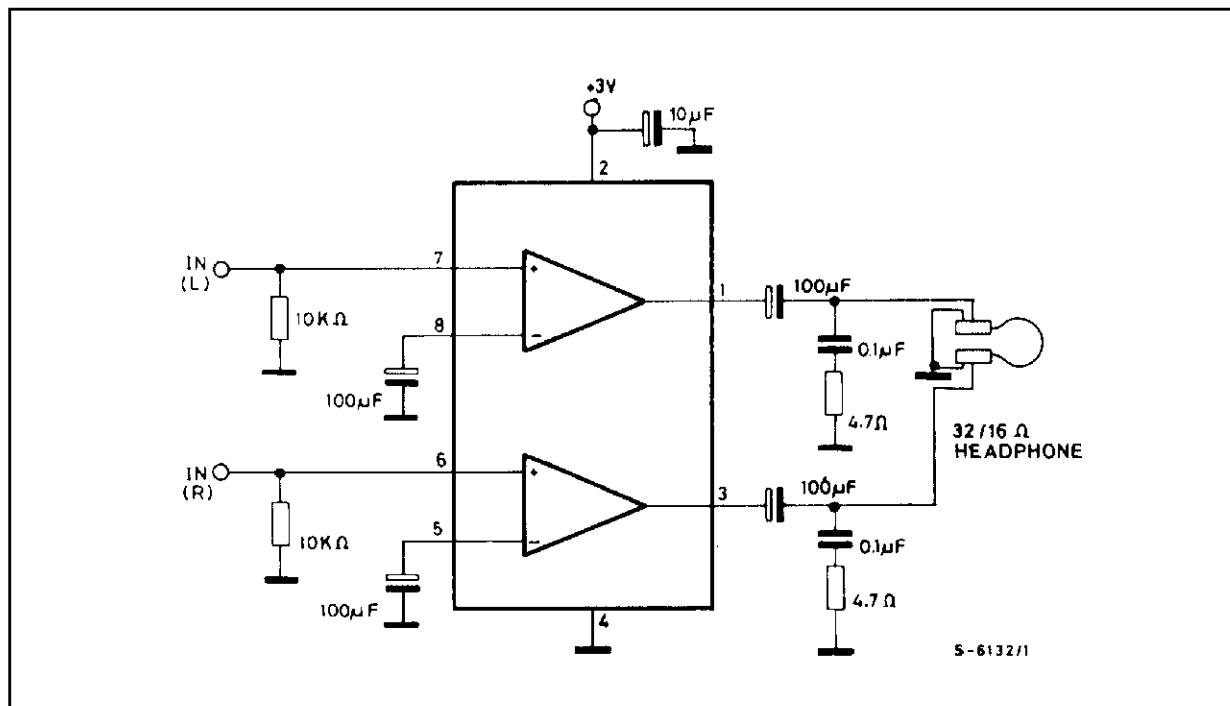 +3V
10µF
2
IN
(L)
7
10KΩ
+
8
−
100µF
1
100µF
0.1µF
4.7Ω
32/16 Ω
HEADPHONE
IN
(R)
6
10KΩ
+
5
−
100µF
3
100µF
0.1µF
4.7Ω
4
S-6132/1